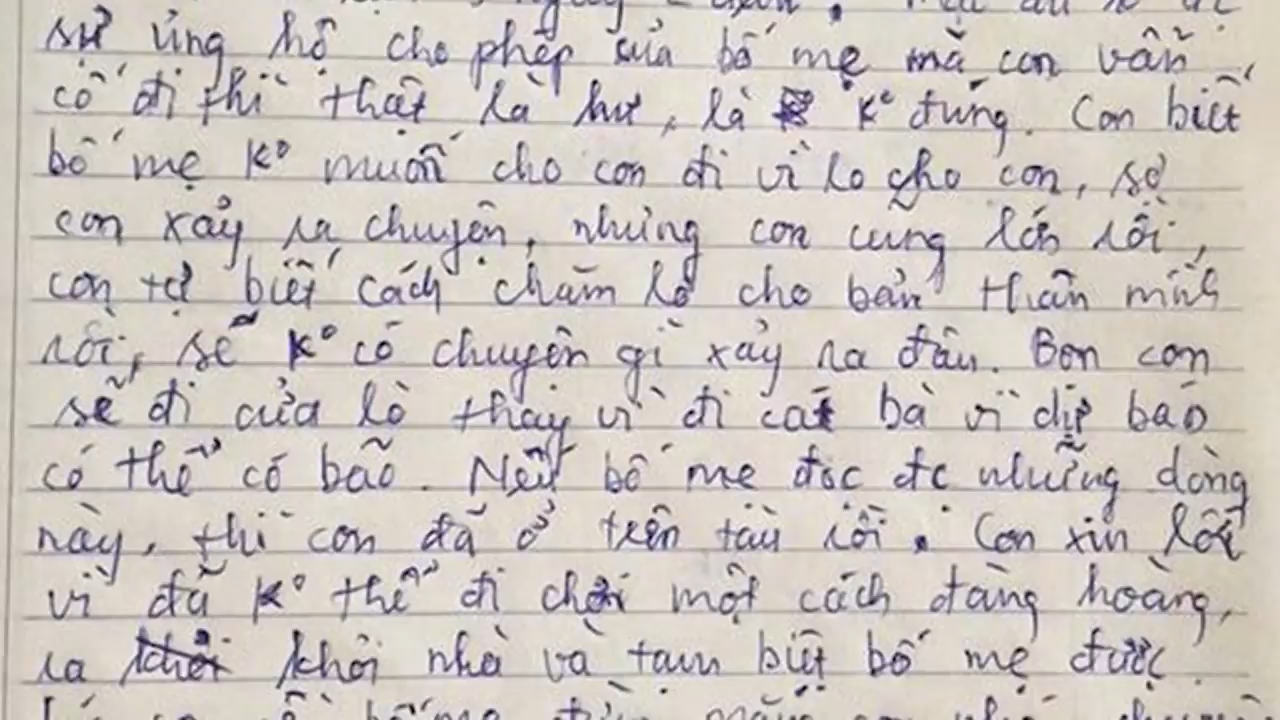 sự ủng hộ cho phép của bố mẹ mà con vẫn
cố đi thì thật là hư, là k° đúng. Con biết
bố mẹ k° muốn cho con đi vì lo cho con, sợ
con xảy ra chuyện, nhưng con cũng lớn rồi,
con tự biết cách chăm lo cho bản thân mình
rồi, sẽ k° có chuyện gì xảy ra đâu. Bọn con
sẽ đi cửa lò thay vì đi cát bà vì dự báo
có thể có bão. Nếu bố mẹ đọc đc những dòng
này, thì con đã ở trên tàu rồi. Con xin lỗi
vì đã k° thể đi chơi một cách đàng hoàng,
ra khỏi nhà và tạm biệt bố mẹ được